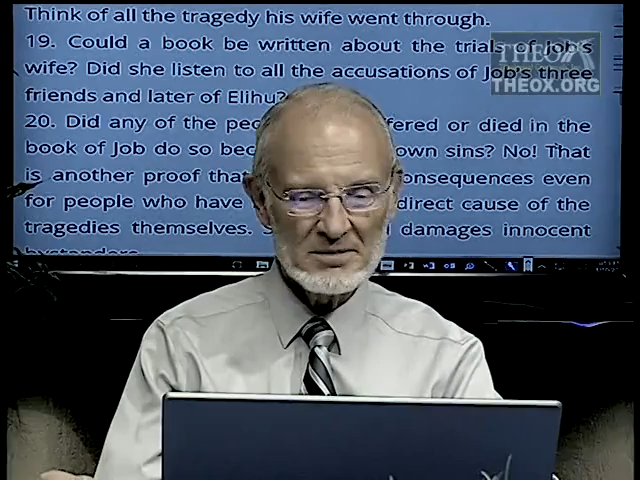 Think of all the tragedy his wife went through.
19. Could a book be written about the trials of Job's
wife? Did she listen to all the accusations of Job's three
friends and later of Elihu?
20. Did any of the fered or died in the
book of Job do so own sins? No! That
is another proof that onsequences even
for people who have direct cause of the
tragedies themselves. damages innocent
bystanders
THEOX
THEOX.ORG